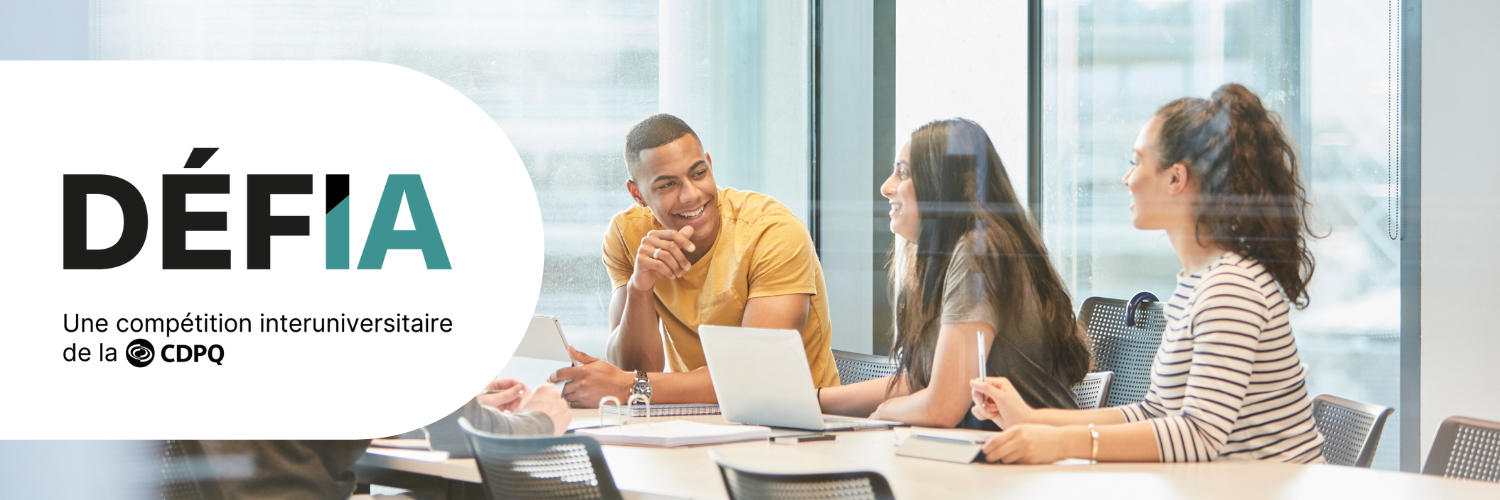 DÉFIA
Une compétition interuniversitaire
de la CDPQ